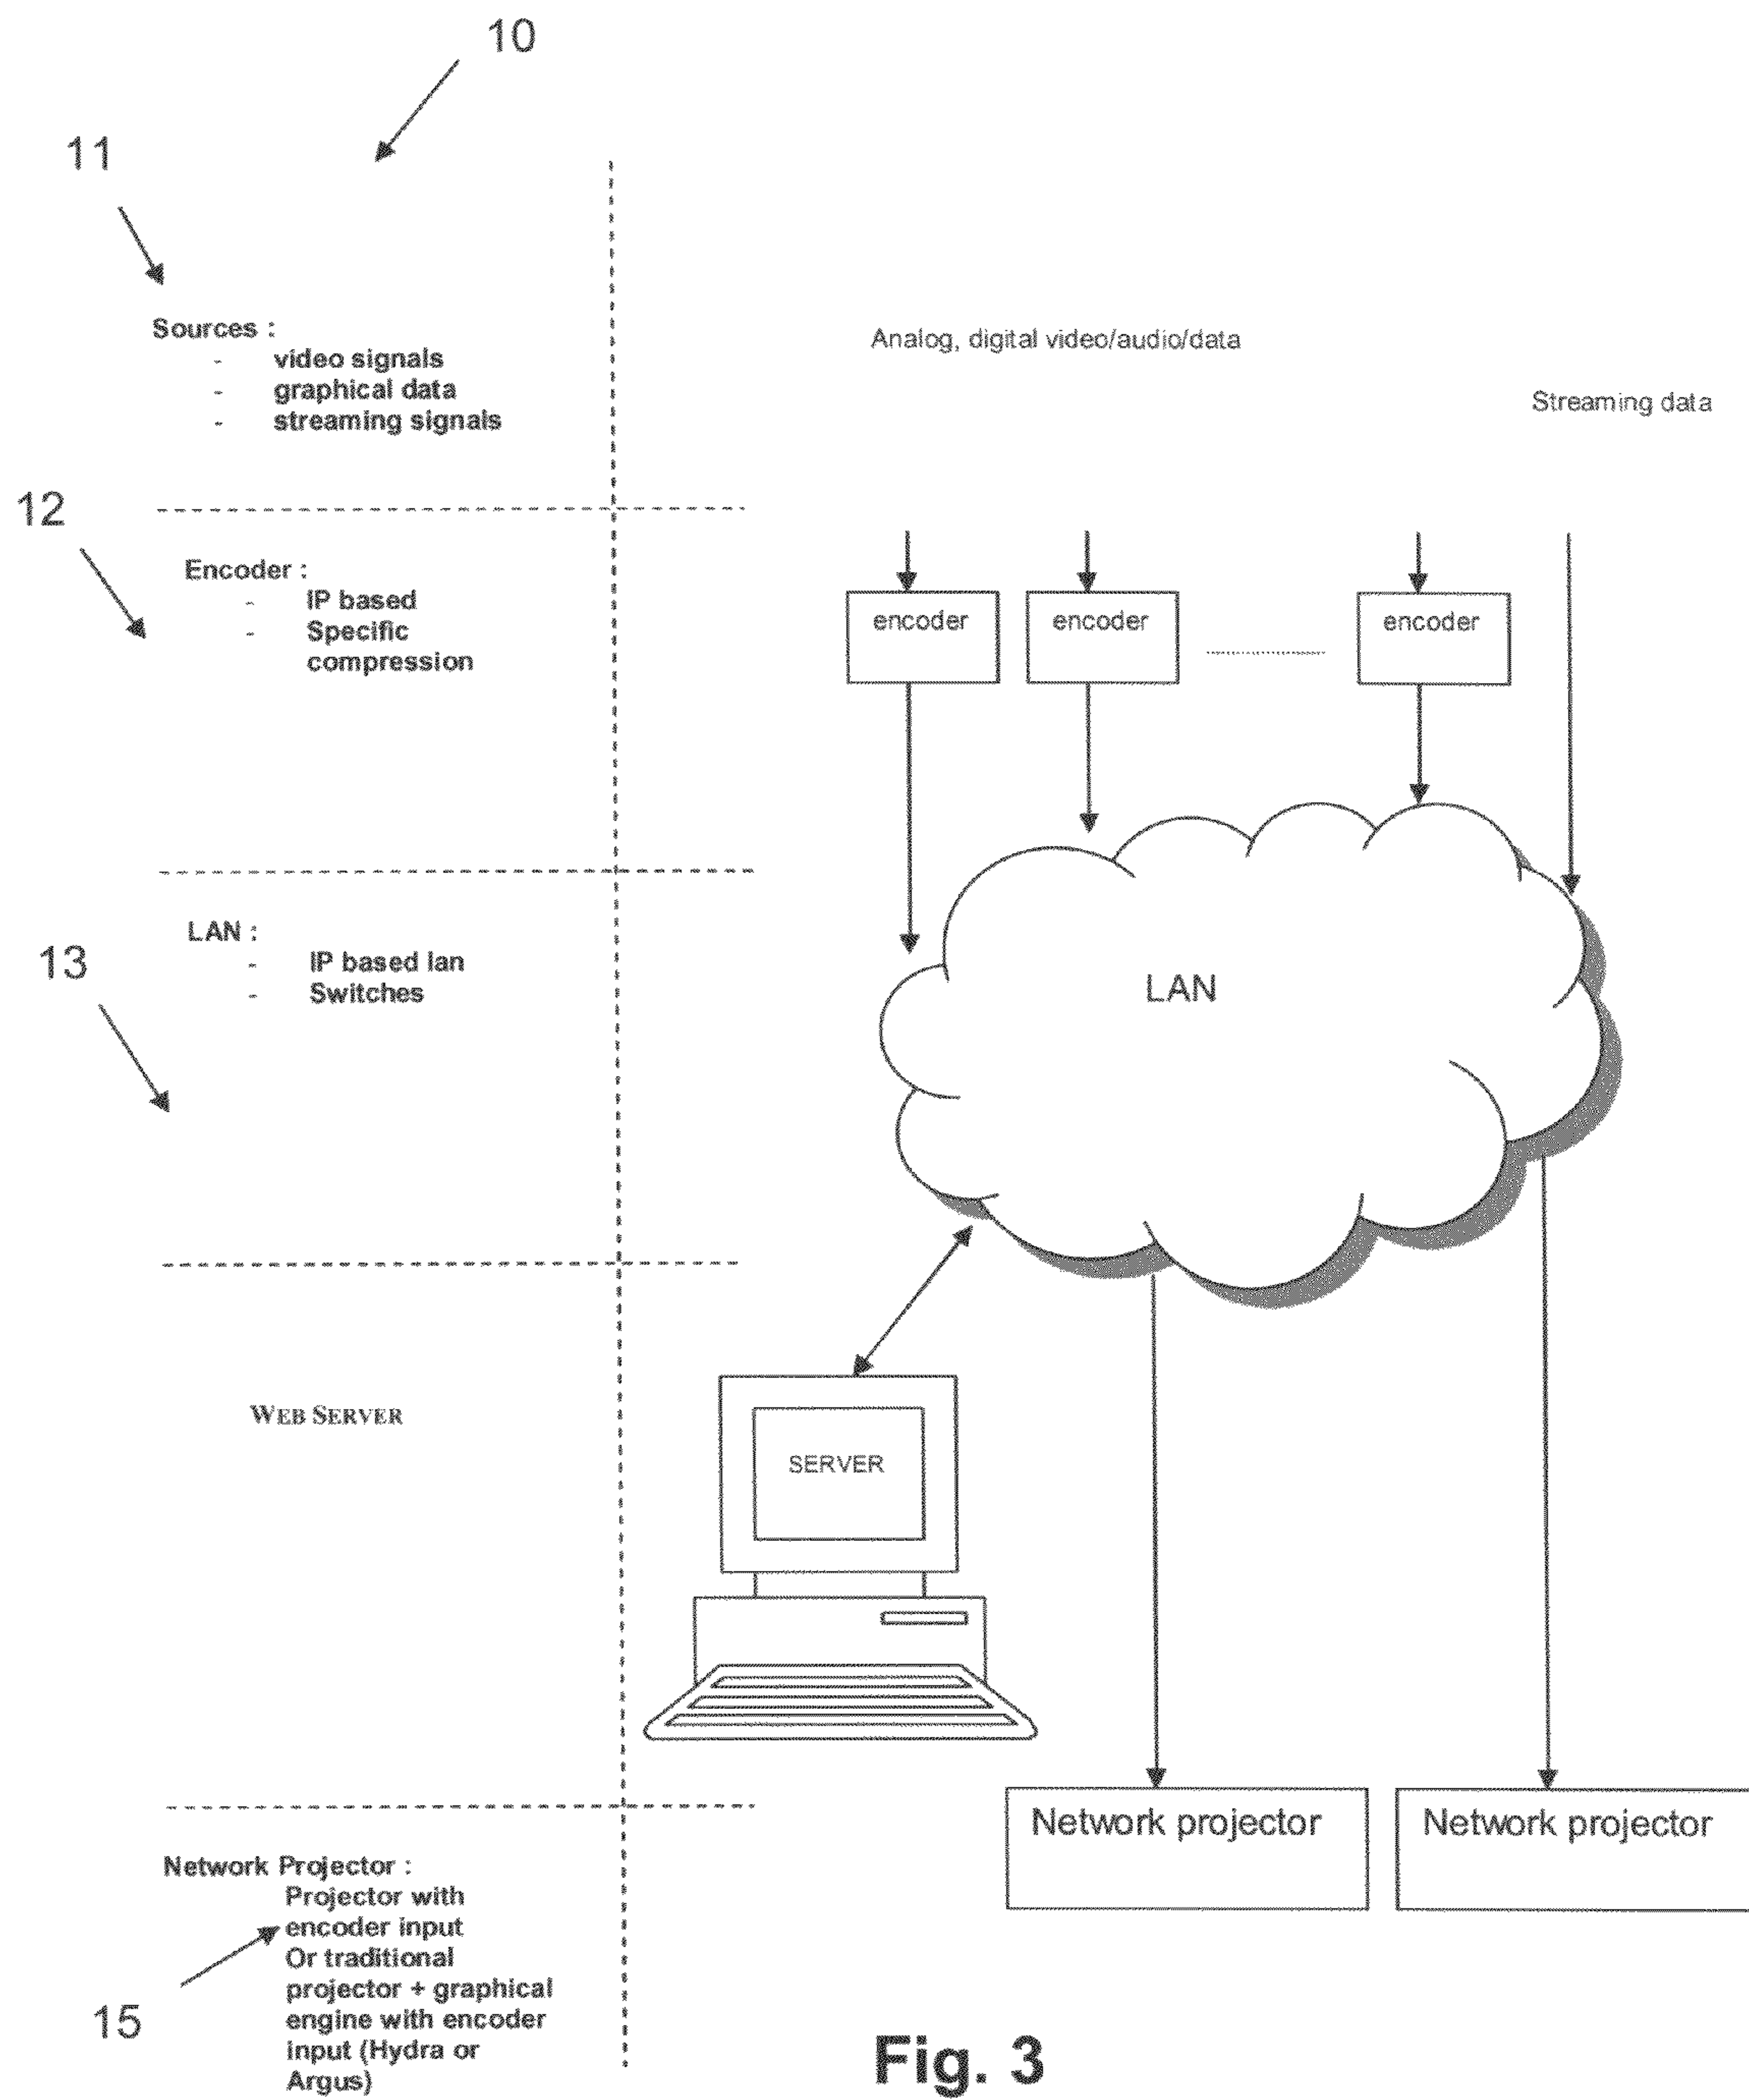 10
11
Sources :
- video signals
- graphical data
- streaming signals
Analog, digital video/audio/data
Streaming data
12
Encoder :
- IP based
- Specific
compression
encoder
encoder
encoder
13
LAN :
- IP based lan
- Switches
LAN
WEB SERVER
SERVER
Network Projector :
Projector with
encoder input
Or traditional
projector + graphical
engine with encoder
input (Hydra or
Argus)
15
Network projector
Network projector
Fig. 3